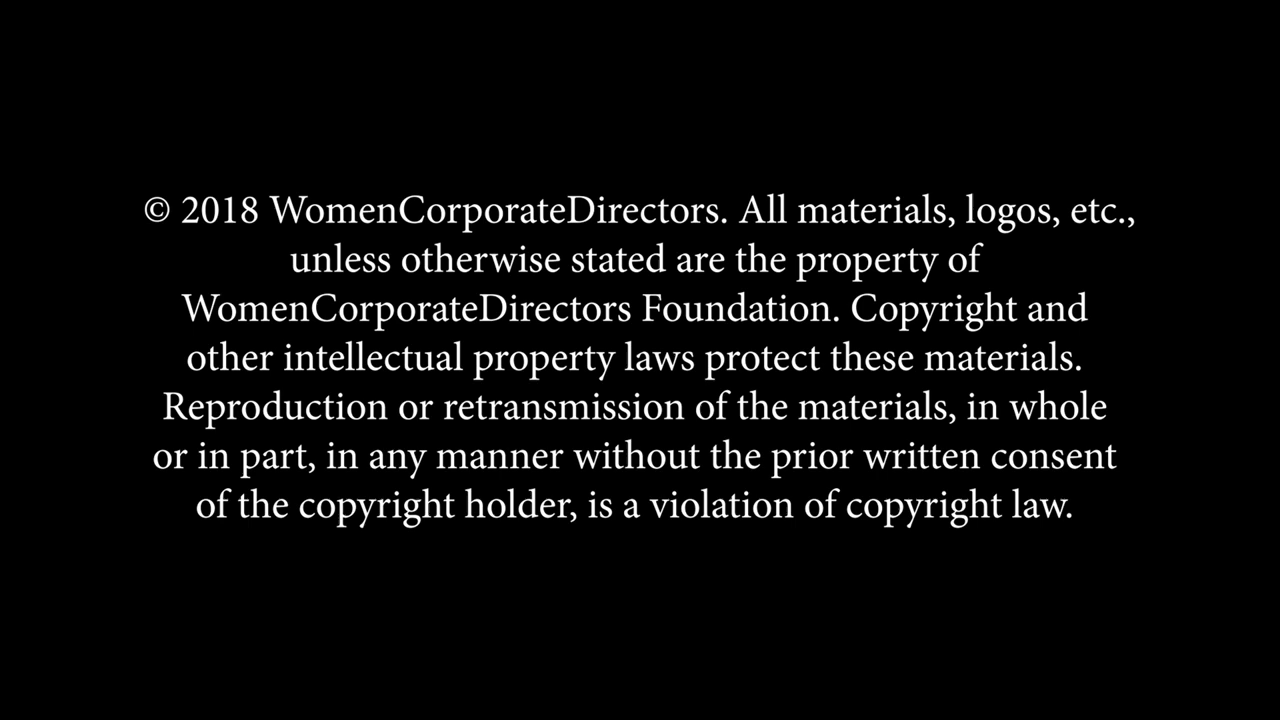 © 2018 WomenCorporateDirectors. All materials, logos, etc.,
unless otherwise stated are the property of
WomenCorporateDirectors Foundation. Copyright and
other intellectual property laws protect these materials.
Reproduction or retransmission of the materials, in whole
or in part, in any manner without the prior written consent
of the copyright holder, is a violation of copyright law.